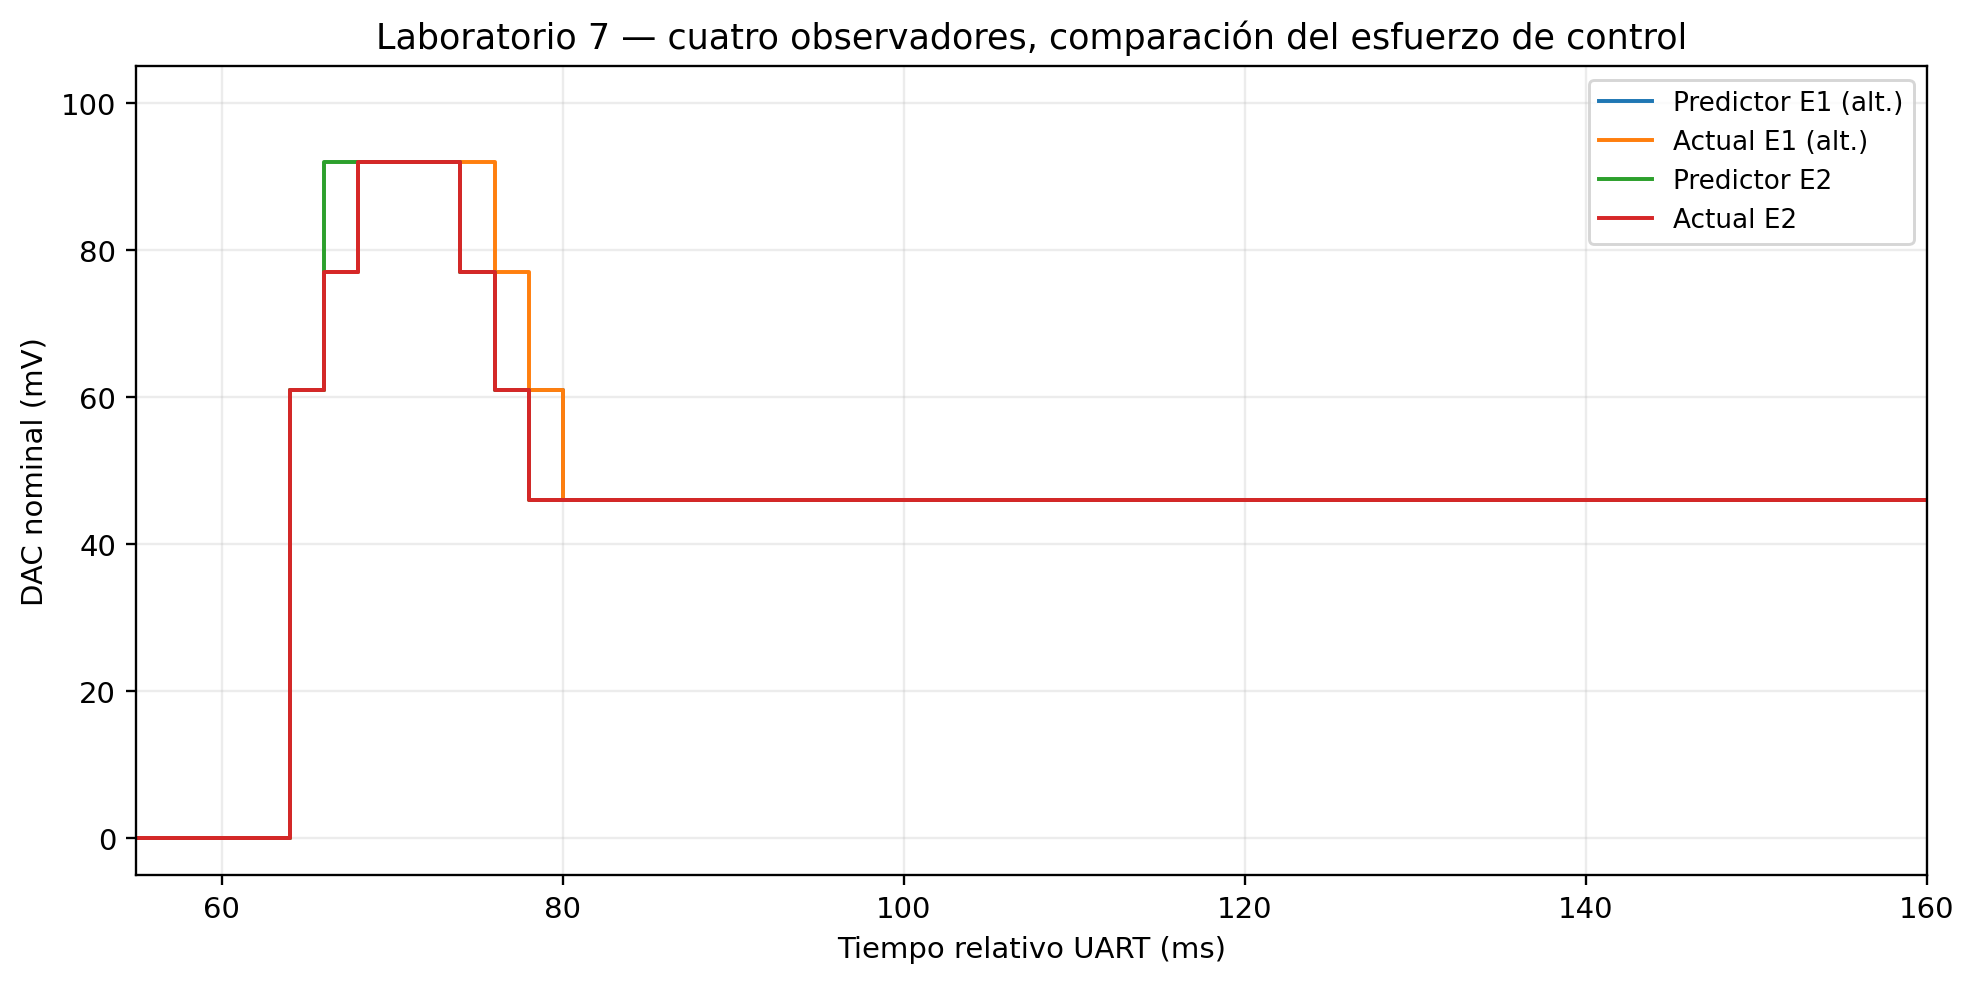 Laboratorio 7 — cuatro observadores, comparación del esfuerzo de control
Predictor E1 (alt.)
Actual E1 (alt.)
Predictor E2
Actual E2
100
80
60
40
20
0
DAC nominal (mV)
60
80
100
120
140
160
Tiempo relativo UART (ms)